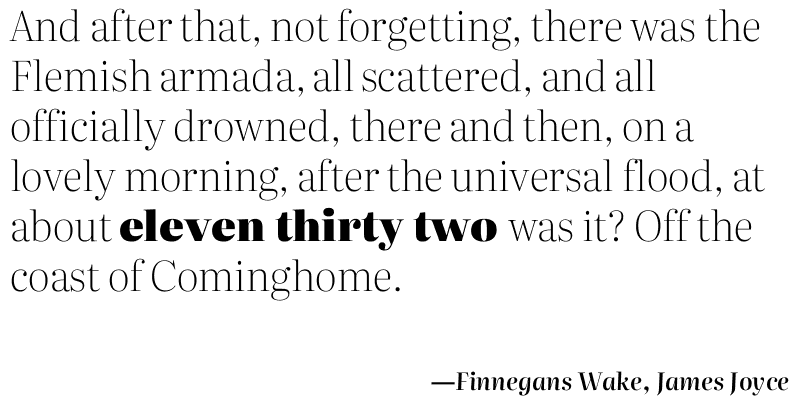 And after that, not forgetting, there was the
Flemish armada, all scattered, and all
officially drowned, there and then, on a
lovely morning, after the universal flood, at
about eleven thirty two was it? Off the
coast of Cominghome.
—Finnegans Wake, James Joyce